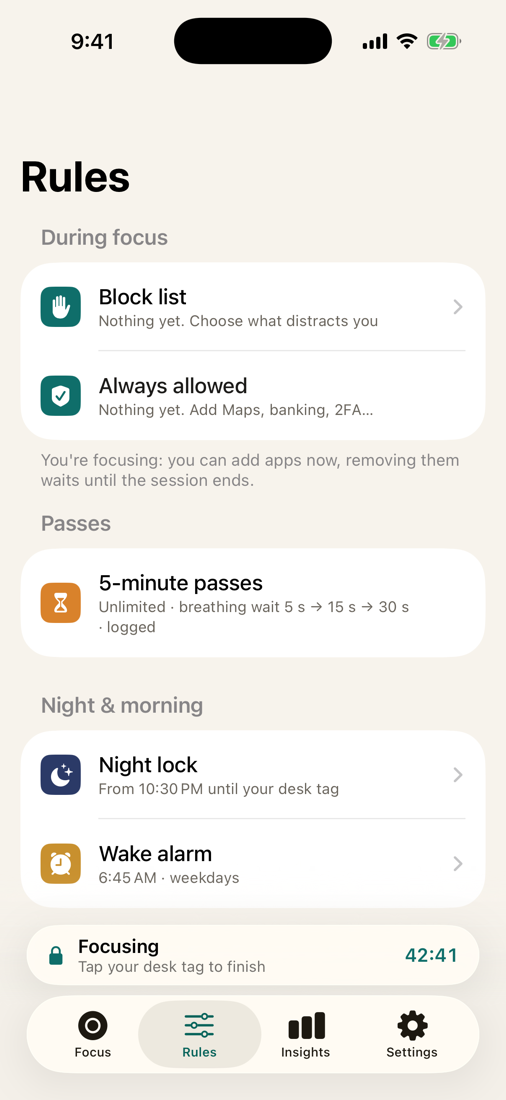 9:41
Rules
During focus
Block list
Nothing yet. Choose what distracts you
Always allowed
Nothing yet. Add Maps, banking, 2FA...
You're focusing: you can add apps now, removing them
waits until the session ends.
Passes
5-minute passes
Unlimited · breathing wait 5 s → 15 s → 30 s
· logged
Night & morning
Night lock
From 10:30 PM until your desk tag
Wake alarm
6:45 AM · weekdays
Focusing
Tap your desk tag to finish
42:41
Focus
Rules
Insights
Settings